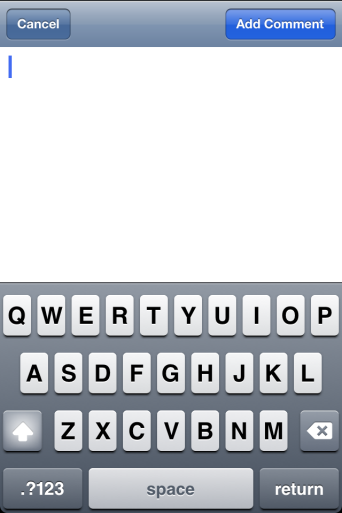 Cancel Add Comment
Q W E R T Y U I O P
A S D F G H J K L
Z X C V B N M
.?123 space return